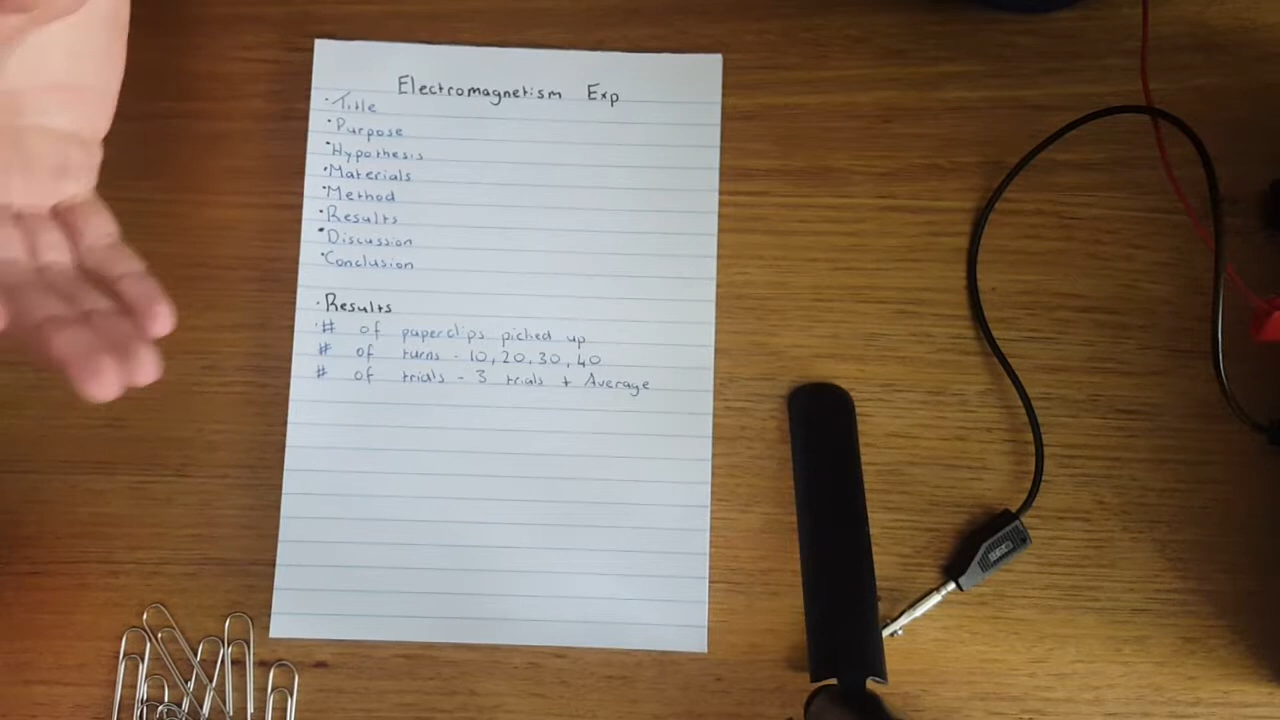 Electromagnetism Exp
· Title
· Purpose
· Hypothesis
· Materials
· Method
· Results
· Discussion
· Conclusion
· Results
· # of paperclips picked up
# of turns - 10, 20, 30, 40
# of trials - 3 trials + Average